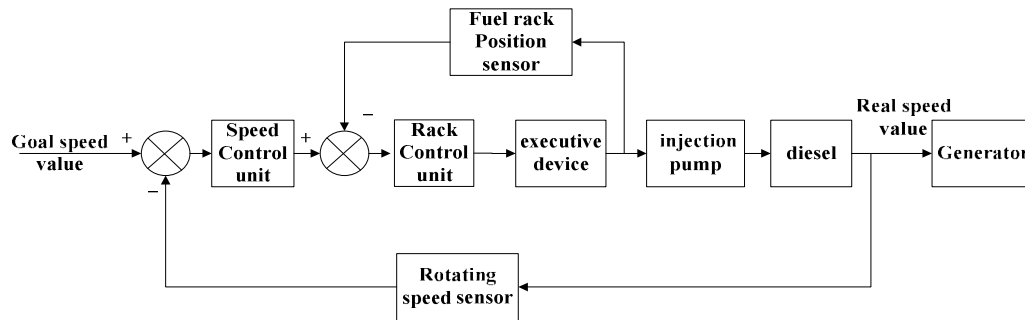 Fuel rack
Position
sensor
−
Goal speed
value
+
−
Speed
Control
unit
+
Rack
Control
unit
executive
device
injection
pump
diesel
Real speed
value
Generator
Rotating
speed sensor